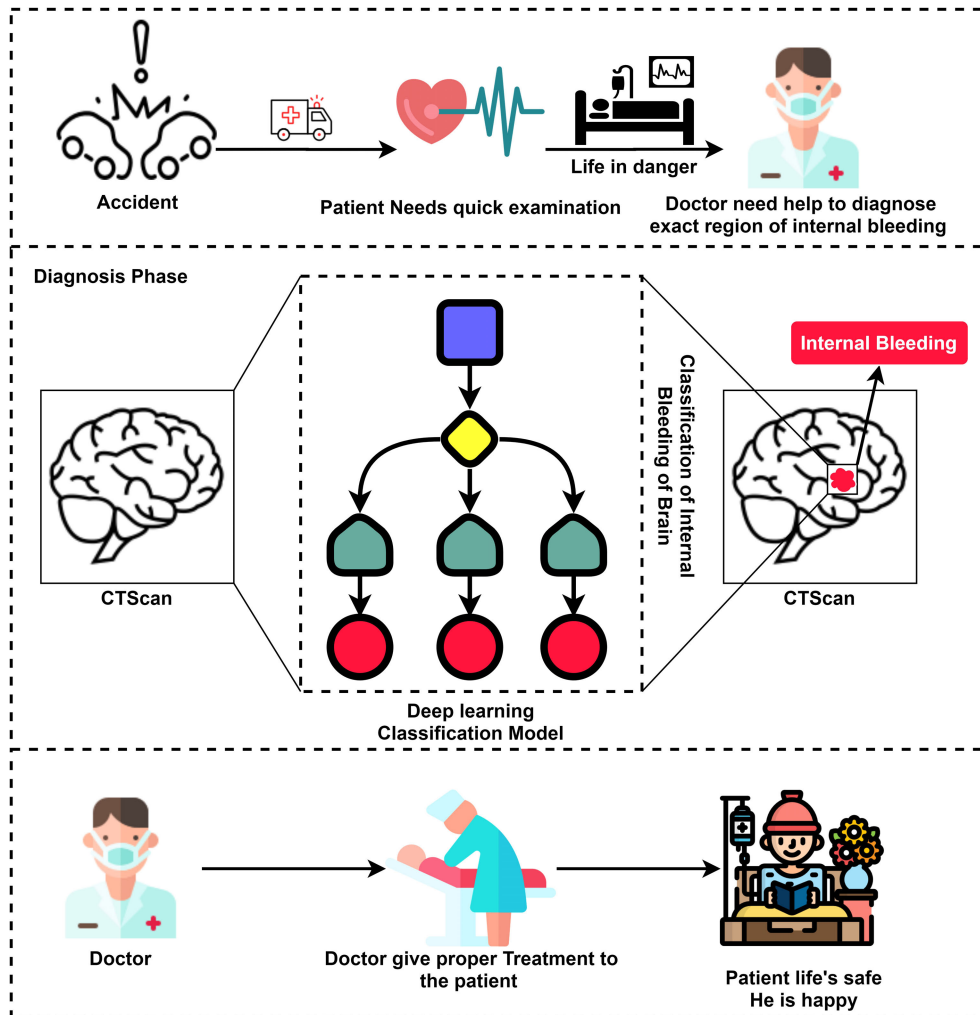 Accident
Patient Needs quick examination
Life in danger
Doctor need help to diagnose
exact region of internal bleeding
Diagnosis Phase
CTScan
Deep learning
Classification Model
Classification of Internal
Bleeding of Brain
Internal Bleeding
CTScan
Doctor
Doctor give proper Treatment to
the patient
Patient life's safe
He is happy